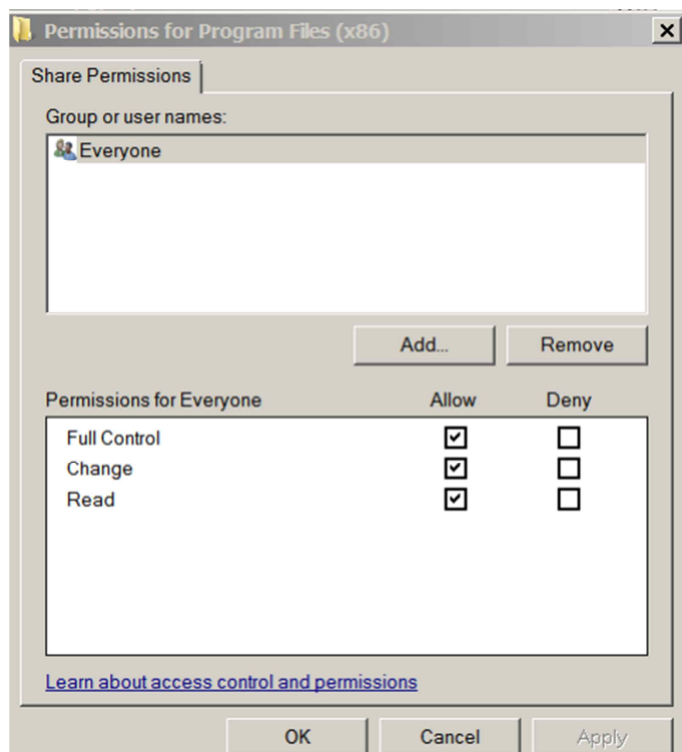 Permissions for Program Files (x86)
Share Permissions
Group or user names:
Everyone
Add... Remove
Permissions for Everyone Allow Deny
Full Control
Change
Read
Learn about access control and permissions
OK Cancel Apply